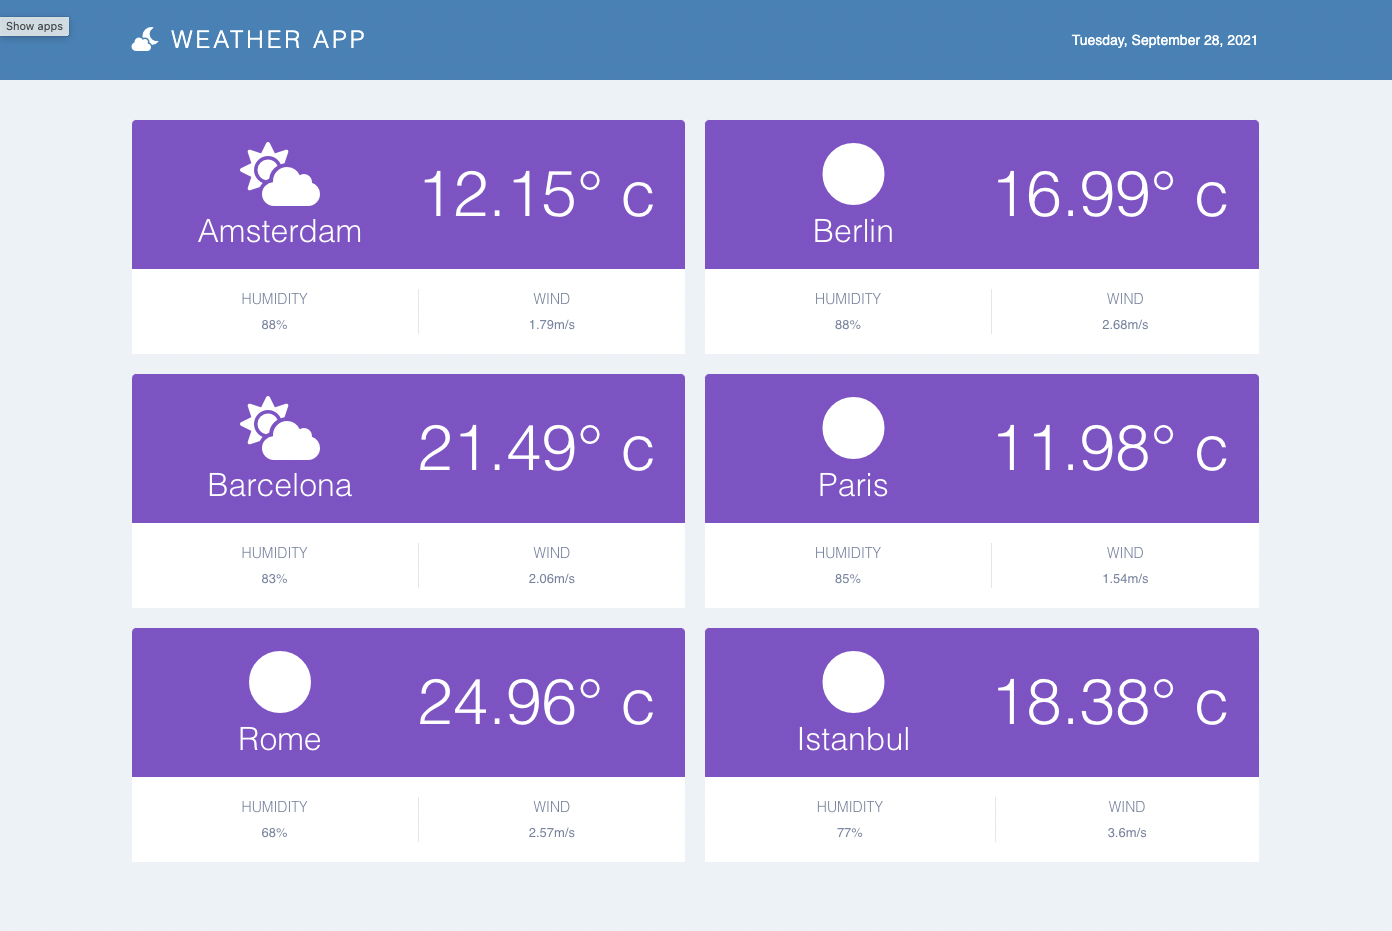 Show apps
WEATHER APP
Tuesday, September 28, 2021
Amsterdam
12.15° c
HUMIDITY
88%
WIND
1.79m/s
Berlin
16.99° c
HUMIDITY
88%
WIND
2.68m/s
Barcelona
21.49° c
HUMIDITY
83%
WIND
2.06m/s
Paris
11.98° c
HUMIDITY
85%
WIND
1.54m/s
Rome
24.96° c
HUMIDITY
68%
WIND
2.57m/s
Istanbul
18.38° c
HUMIDITY
77%
WIND
3.6m/s